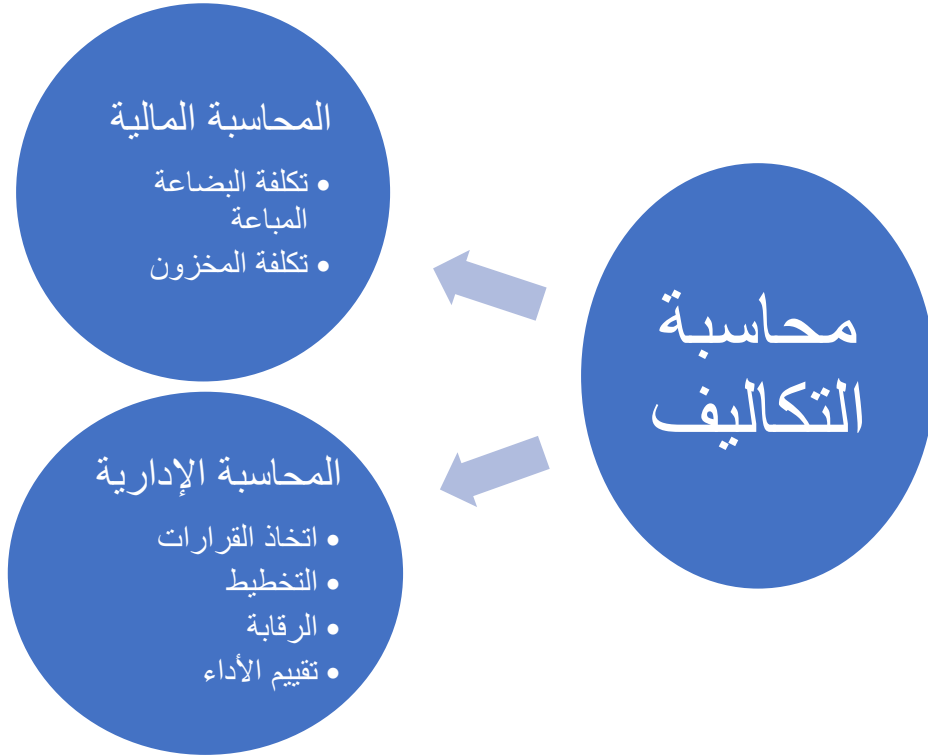 محاسبة
التكاليف
المحاسبة المالية
• تكلفة البضاعة
المباعة
• تكلفة المخزون
المحاسبة الإدارية
• اتخاذ القرارات
• التخطيط
• الرقابة
• تقييم الأداء